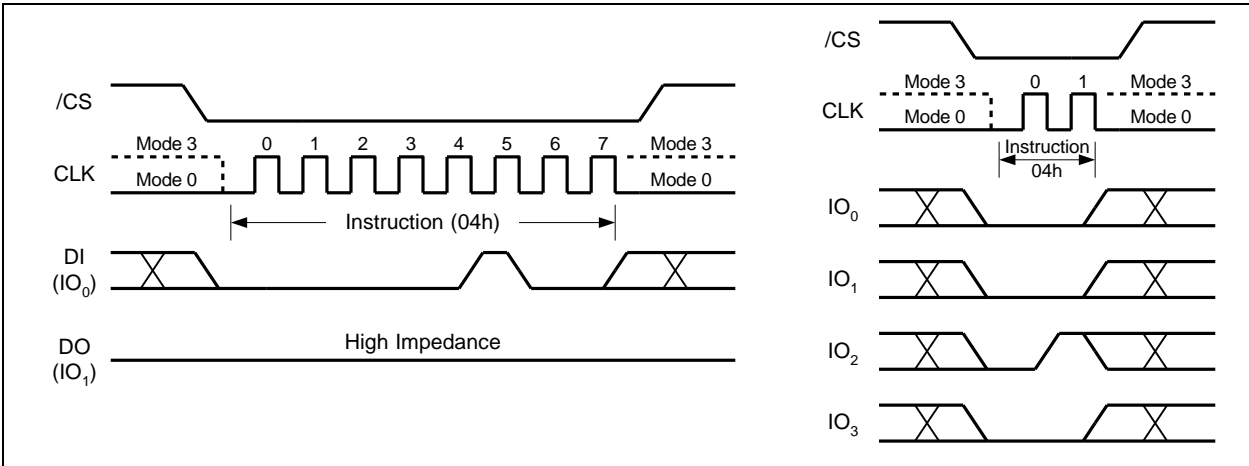 /CS
Mode 3
0 1 2 3 4 5 6 7
Mode 3
CLK
Mode 0
Mode 0
Instruction (04h)
DI
(IO0)
High Impedance
DO
(IO1)
/CS
Mode 3
0 1
Mode 3
CLK
Mode 0
Mode 0
Instruction
04h
IO0
IO1
IO2
IO3